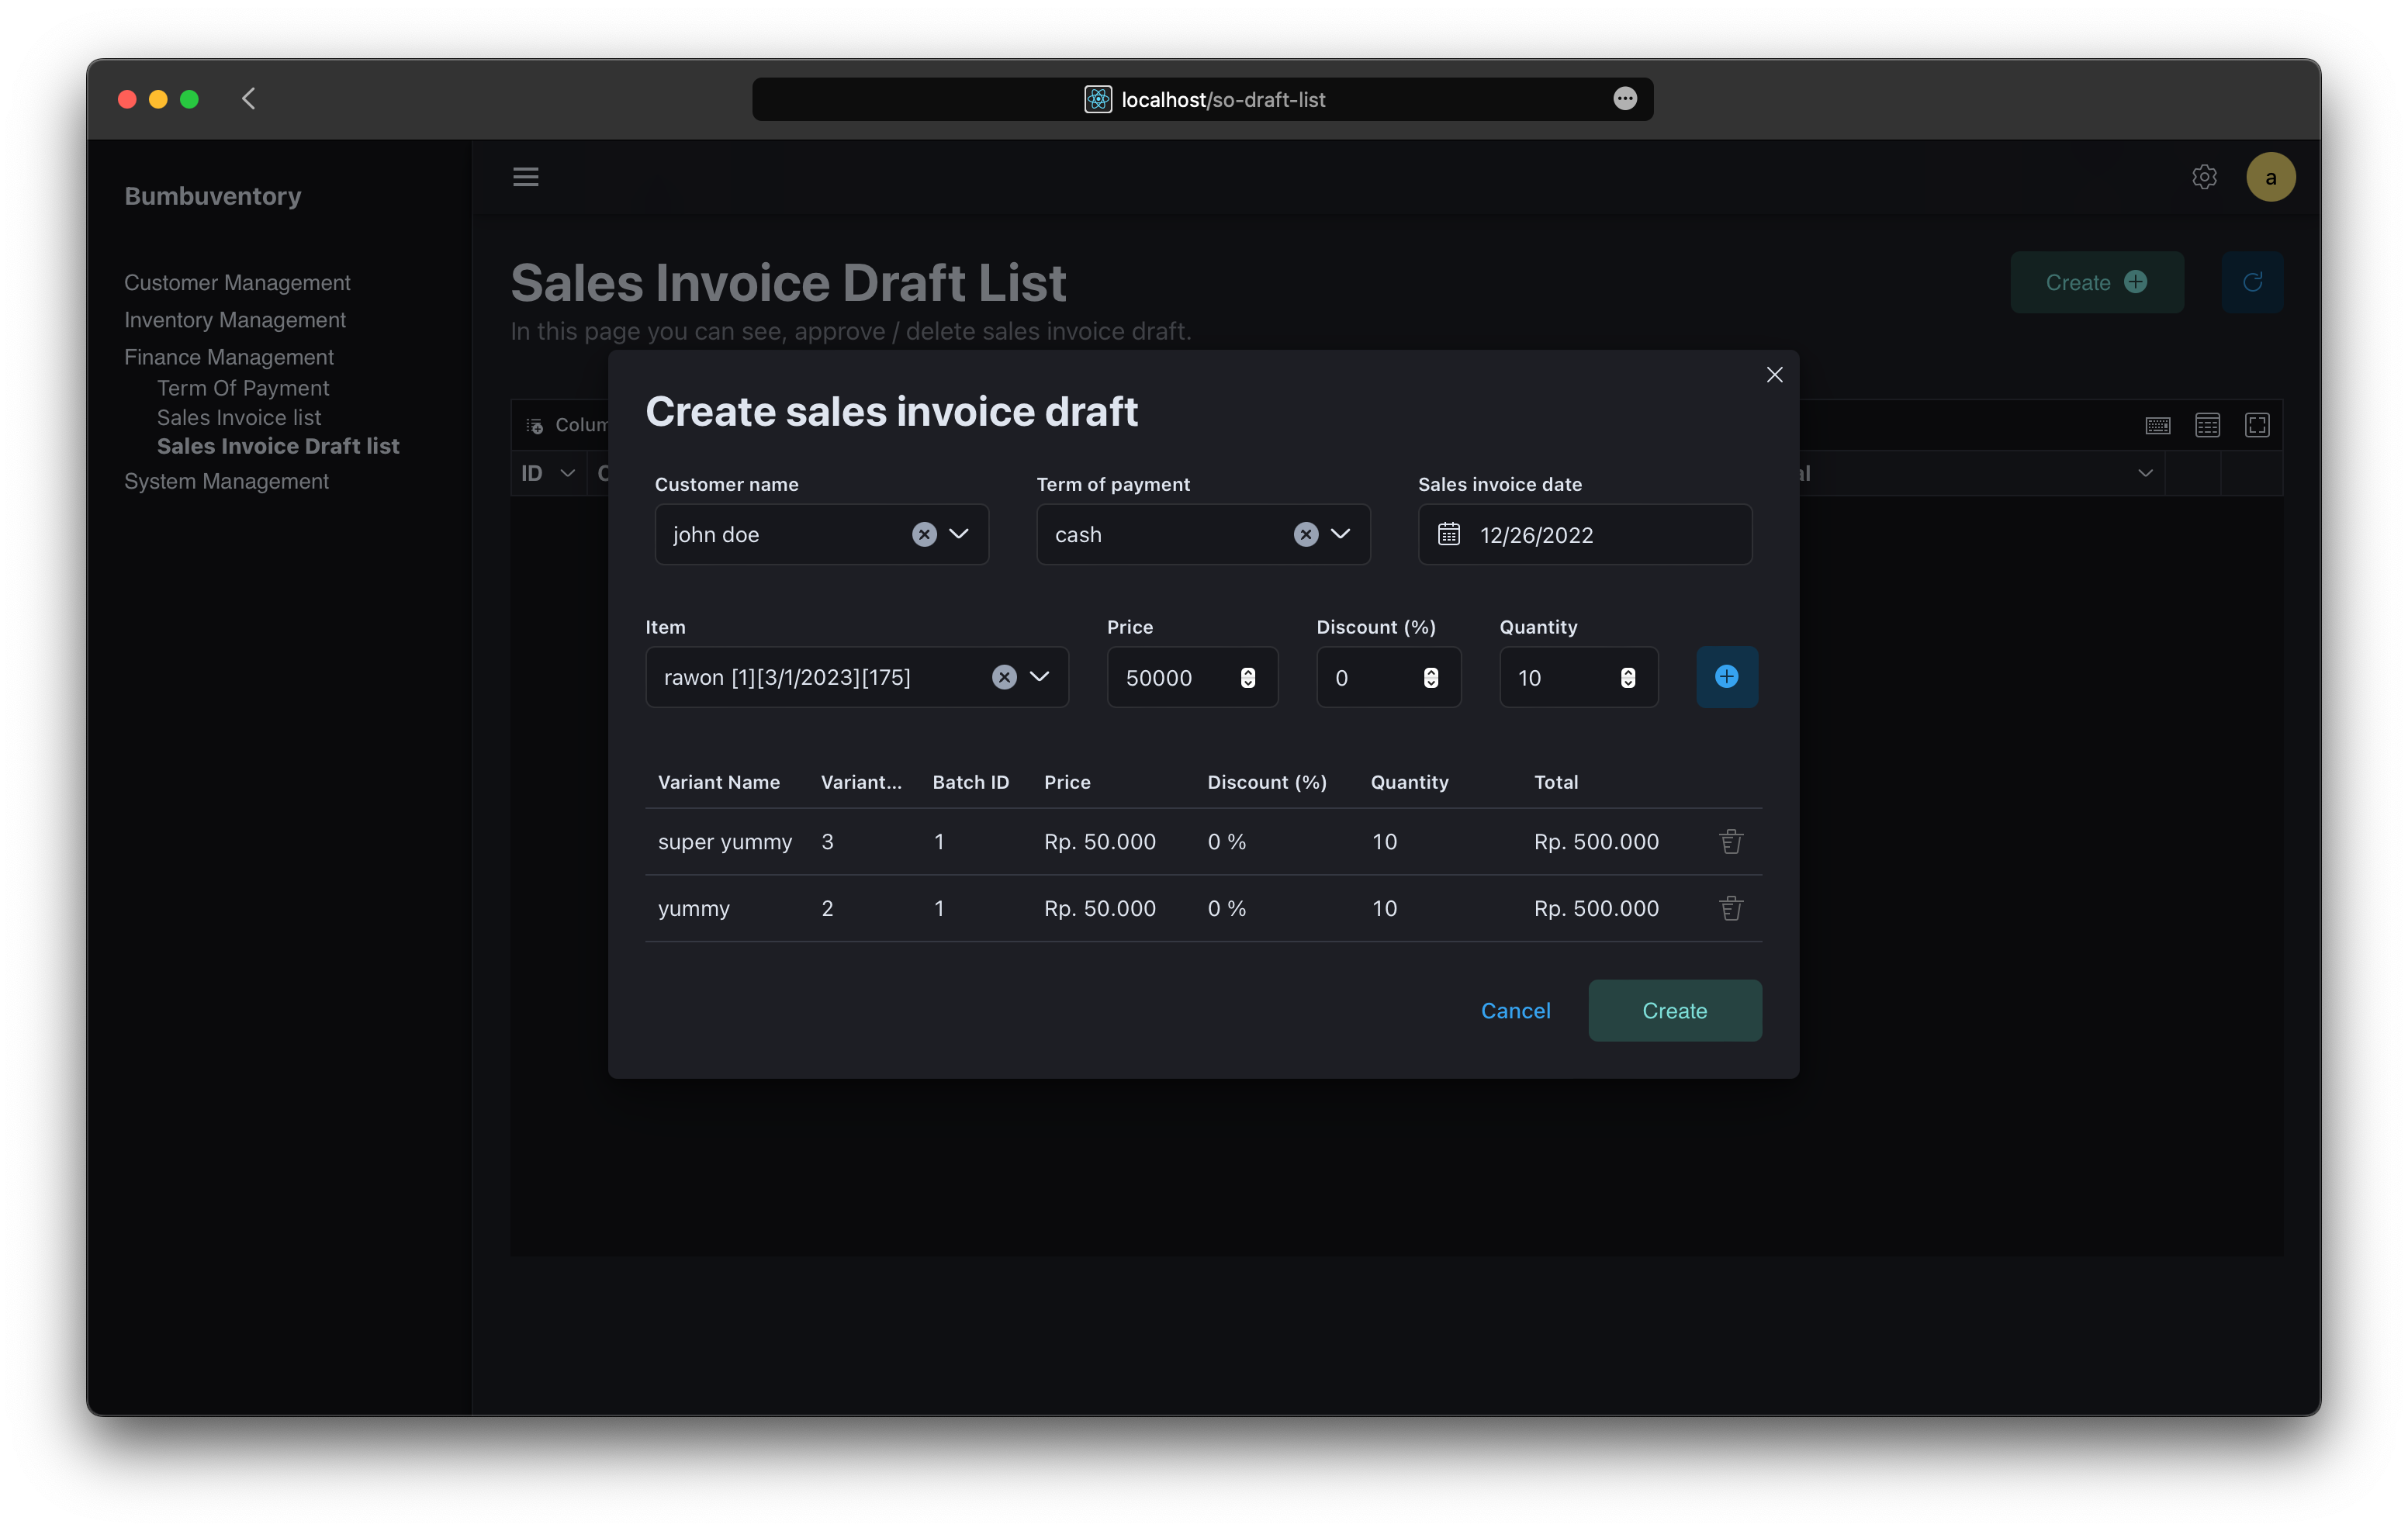 localhost/so-draft-list
Bumbuventory
a
Customer Management
Inventory Management
Finance Management
Term Of Payment
Sales Invoice list
Sales Invoice Draft list
System Management
Sales Invoice Draft List
Create
In this page you can see, approve / delete sales invoice draft.
ID
Create sales invoice draft
Customer name Term of payment Sales invoice date
john doe cash 12/26/2022
Item Price Discount (%) Quantity
rawon [1][3/1/2023][175] 50000 0 10
Variant Name Variant... Batch ID Price Discount (%) Quantity Total
super yummy 3 1 Rp. 50.000 0 % 10 Rp. 500.000
yummy 2 1 Rp. 50.000 0 % 10 Rp. 500.000
Cancel Create